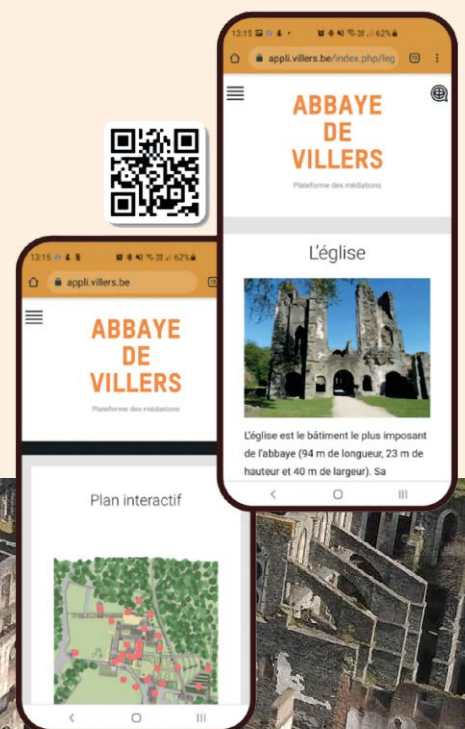 13:15
62%
appli.villers.be/index.php/leg
ABBAYE
DE
VILLERS
Plateforme des médiations
L'église
L'église est le bâtiment le plus imposant
de l'abbaye (94 m de longueur, 23 m de
hauteur et 40 m de largeur). Sa
13:15
62%
appli.villers.be
ABBAYE
DE
VILLERS
Plateforme des médiations
Plan interactif